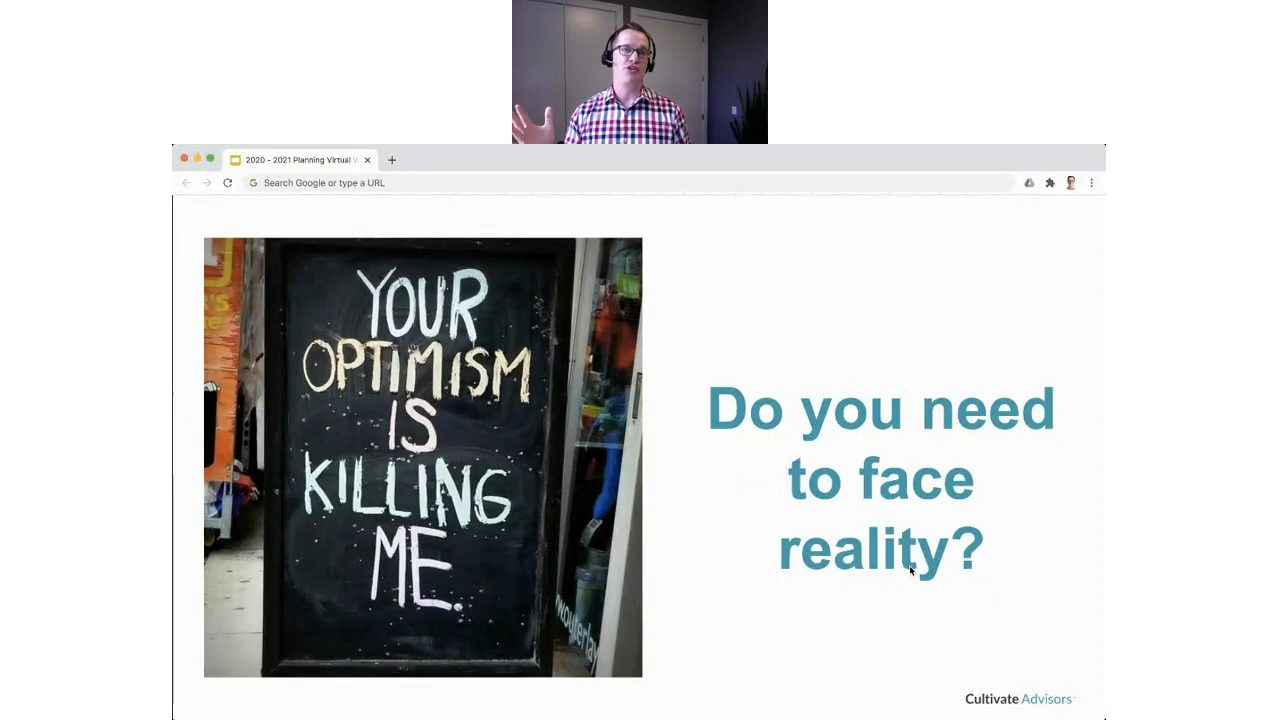 2020 - 2021 Planning Virtual
Search Google or type a URL
YOUR
OPTIMISM
IS
KILLING
ME.
Do you need
to face
reality?
Cultivate Advisors